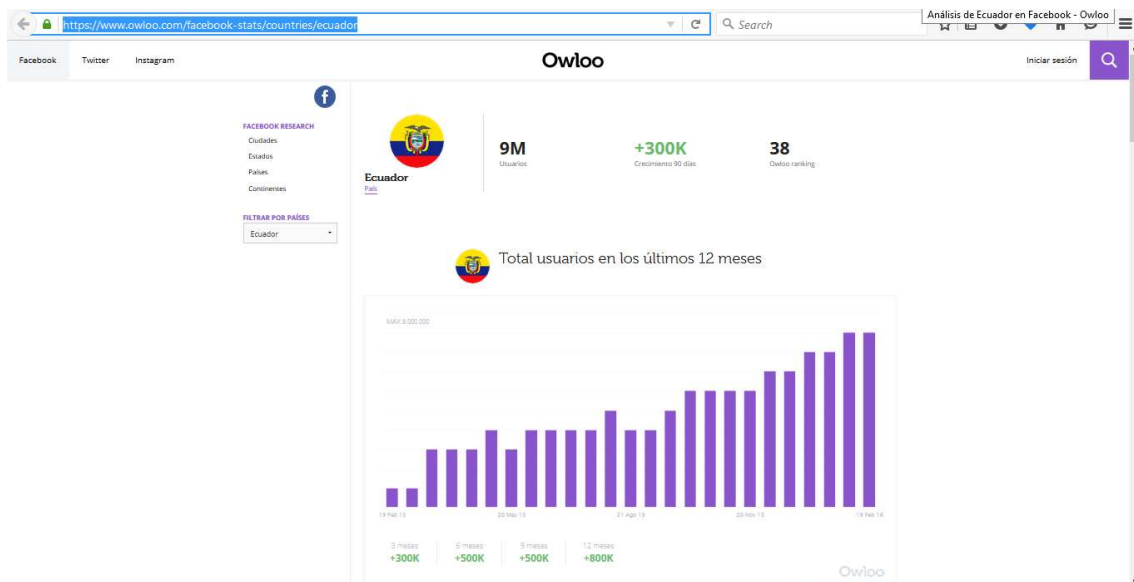 Análisis de Ecuador en Facebook - Owloo
https://www.owloo.com/facebook-stats/countries/ecuador
Search
Facebook Twitter Instagram
Owloo
Iniciar sesión
FACEBOOK RESEARCH
Ciudades
Estados
Países
Continentes
FILTRAR POR PAÍSES
Ecuador
Ecuador
País
9M
Usuarios
+300K
Crecimiento 90 días
38
Owloo ranking
Total usuarios en los últimos 12 meses
MAX 9.000.000
19 Feb 15 20 May 15 21 Ago 15 20 Nov 15 19 Feb 16
3 meses 6 meses 9 meses 12 meses
+300K +500K +500K +800K
Owloo